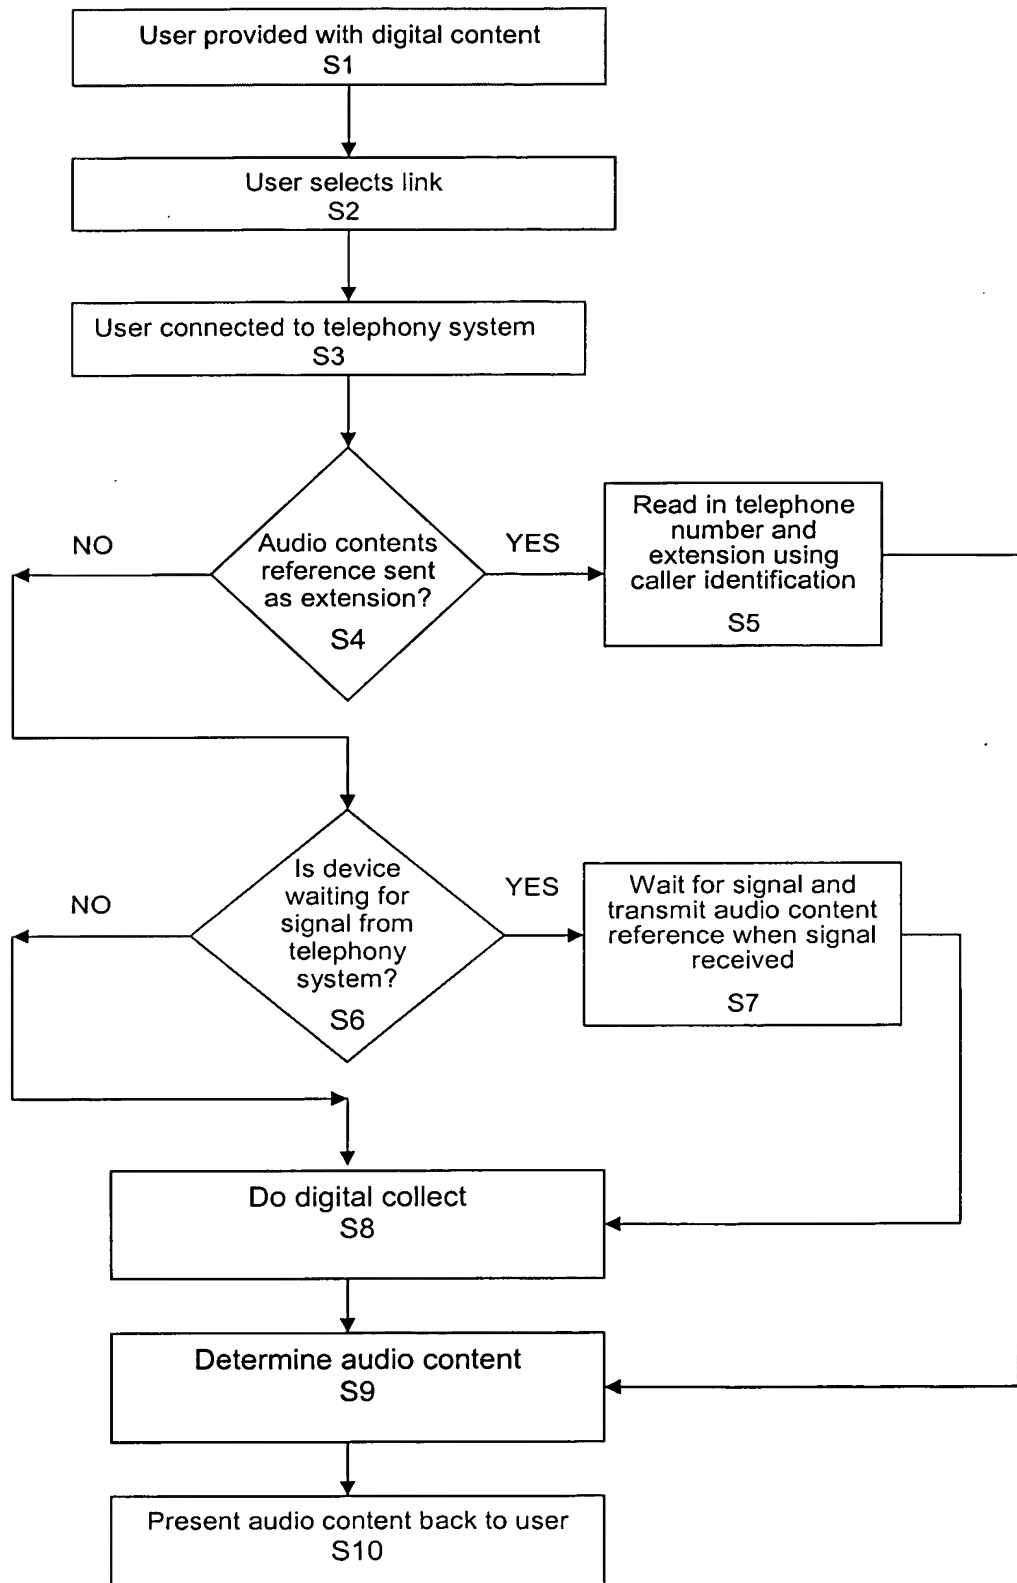 User provided with digital content
S1
User selects link
S2
User connected to telephony system
S3
NO
Audio contents
reference sent
as extension?
S4
YES
Read in telephone
number and
extension using
caller identification
S5
NO
Is device
waiting for
signal from
telephony
system?
S6
YES
Wait for signal and
transmit audio content
reference when signal
received
S7
Do digital collect
S8
Determine audio content
S9
Present audio content back to user
S10